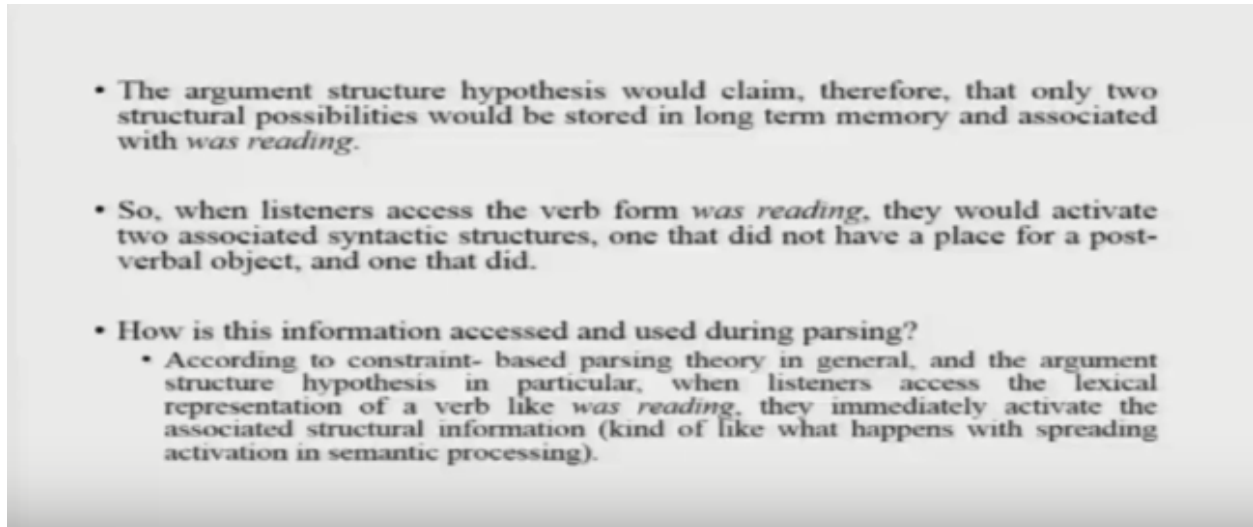 • The argument structure hypothesis would claim, therefore, that only two
structural possibilities would be stored in long term memory and associated
with was reading.
• So, when listeners access the verb form was reading, they would activate
two associated syntactic structures, one that did not have a place for a post-
verbal object, and one that did.
• How is this information accessed and used during parsing?
• According to constraint- based parsing theory in general, and the argument
structure hypothesis in particular, when listeners access the lexical
representation of a verb like was reading, they immediately activate the
associated structural information (kind of like what happens with spreading
activation in semantic processing).